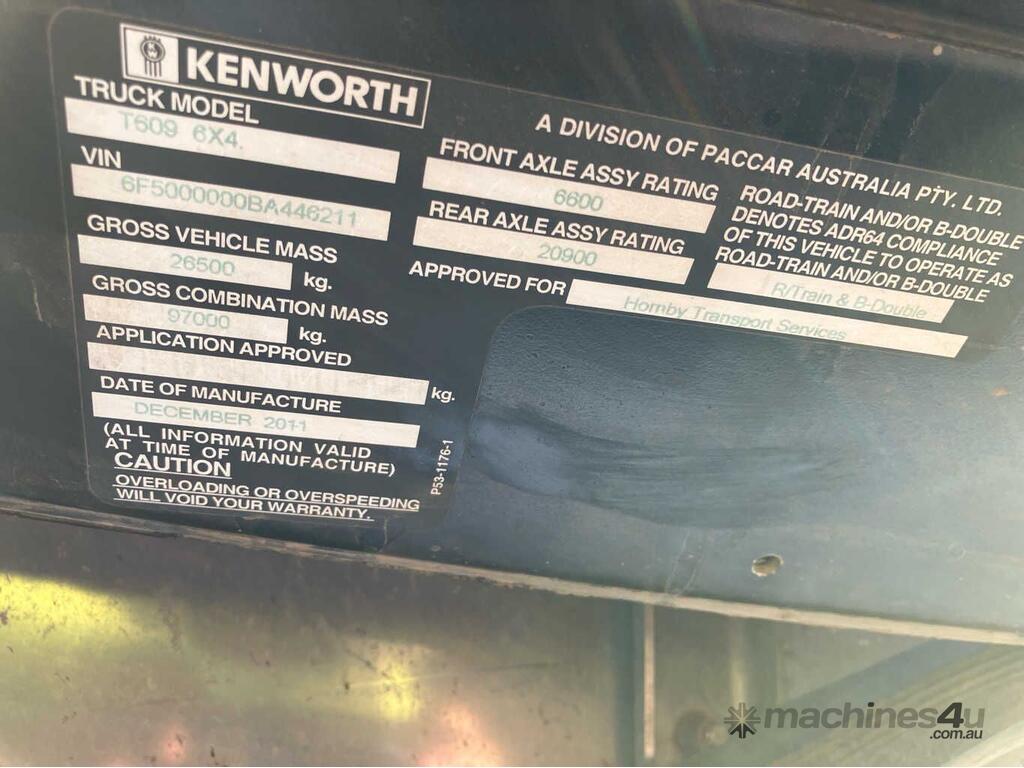 KENWORTH
A DIVISION OF PACCAR AUSTRALIA PTY. LTD.
TRUCK MODEL
T609 6X4.
VIN
6F5000000BA446211
GROSS VEHICLE MASS
26500 kg.
GROSS COMBINATION MASS
97000 kg.
APPLICATION APPROVED
kg.
DATE OF MANUFACTURE
DECEMBER 2011
(ALL INFORMATION VALID
AT TIME OF MANUFACTURE)
CAUTION
OVERLOADING OR OVERSPEEDING
WILL VOID YOUR WARRANTY.
P53-1176-1
FRONT AXLE ASSY RATING
6600
REAR AXLE ASSY RATING
20900
APPROVED FOR
Hornby Transport Services
ROAD-TRAIN AND/OR B-DOUBLE
DENOTES ADR64 COMPLIANCE
OF THIS VEHICLE TO OPERATE AS
ROAD-TRAIN AND/OR B-DOUBLE
R/Train & B-Double
machines4u
.com.au